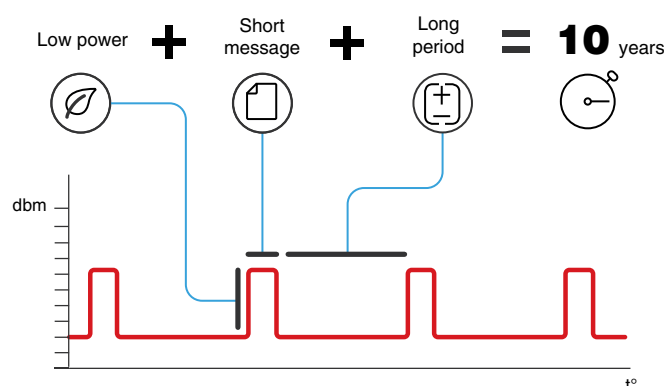 Low power + Short message + Long period = 10 years
dbm
t°